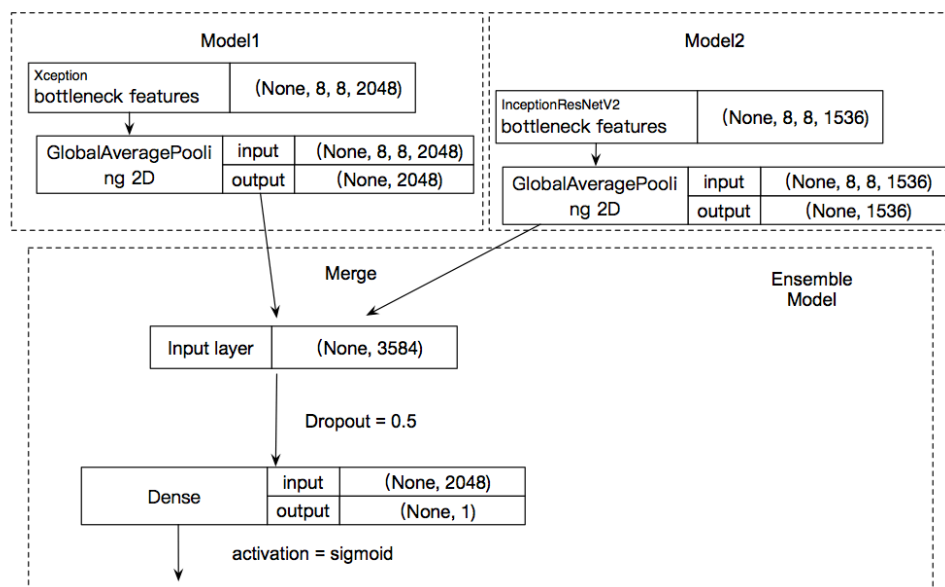 Model1
Xception
bottleneck features
(None, 8, 8, 2048)
GlobalAveragePooli
ng 2D
input
(None, 8, 8, 2048)
output
(None, 2048)
Model2
InceptionResNetV2
bottleneck features
(None, 8, 8, 1536)
GlobalAveragePooli
ng 2D
input
(None, 8, 8, 1536)
output
(None, 1536)
Merge
Ensemble
Model
Input layer
(None, 3584)
Dropout = 0.5
Dense
input
(None, 2048)
output
(None, 1)
activation = sigmoid